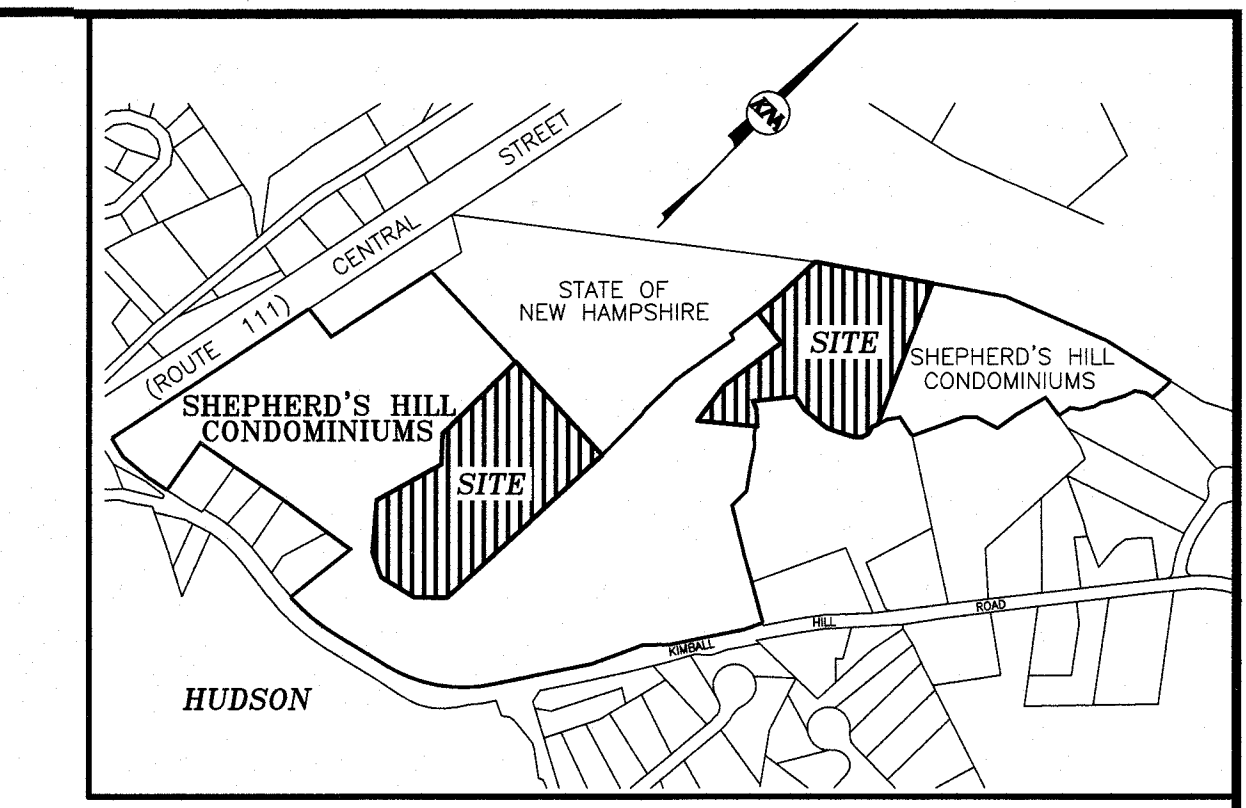 KNA
(ROUTE 111) CENTRAL STREET
STATE OF
NEW HAMPSHIRE
SITE
SHEPHERD'S HILL
CONDOMINIUMS
SHEPHERD'S HILL
CONDOMINIUMS
SITE
KIMBALL HILL ROAD
HUDSON